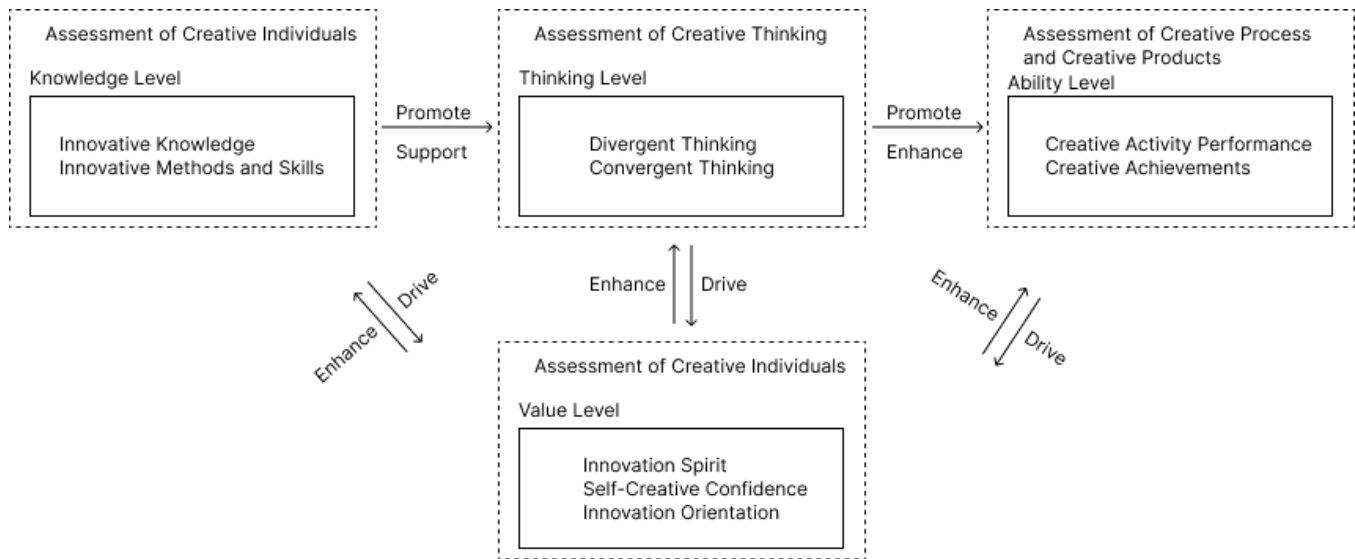 Assessment of Creative Individuals
Knowledge Level
Innovative Knowledge
Innovative Methods and Skills
Promote
Support
Assessment of Creative Thinking
Thinking Level
Divergent Thinking
Convergent Thinking
Promote
Enhance
Assessment of Creative Process
and Creative Products
Ability Level
Creative Activity Performance
Creative Achievements
Enhance
Drive
Enhance
Drive
Enhance
Drive
Assessment of Creative Individuals
Value Level
Innovation Spirit
Self-Creative Confidence
Innovation Orientation